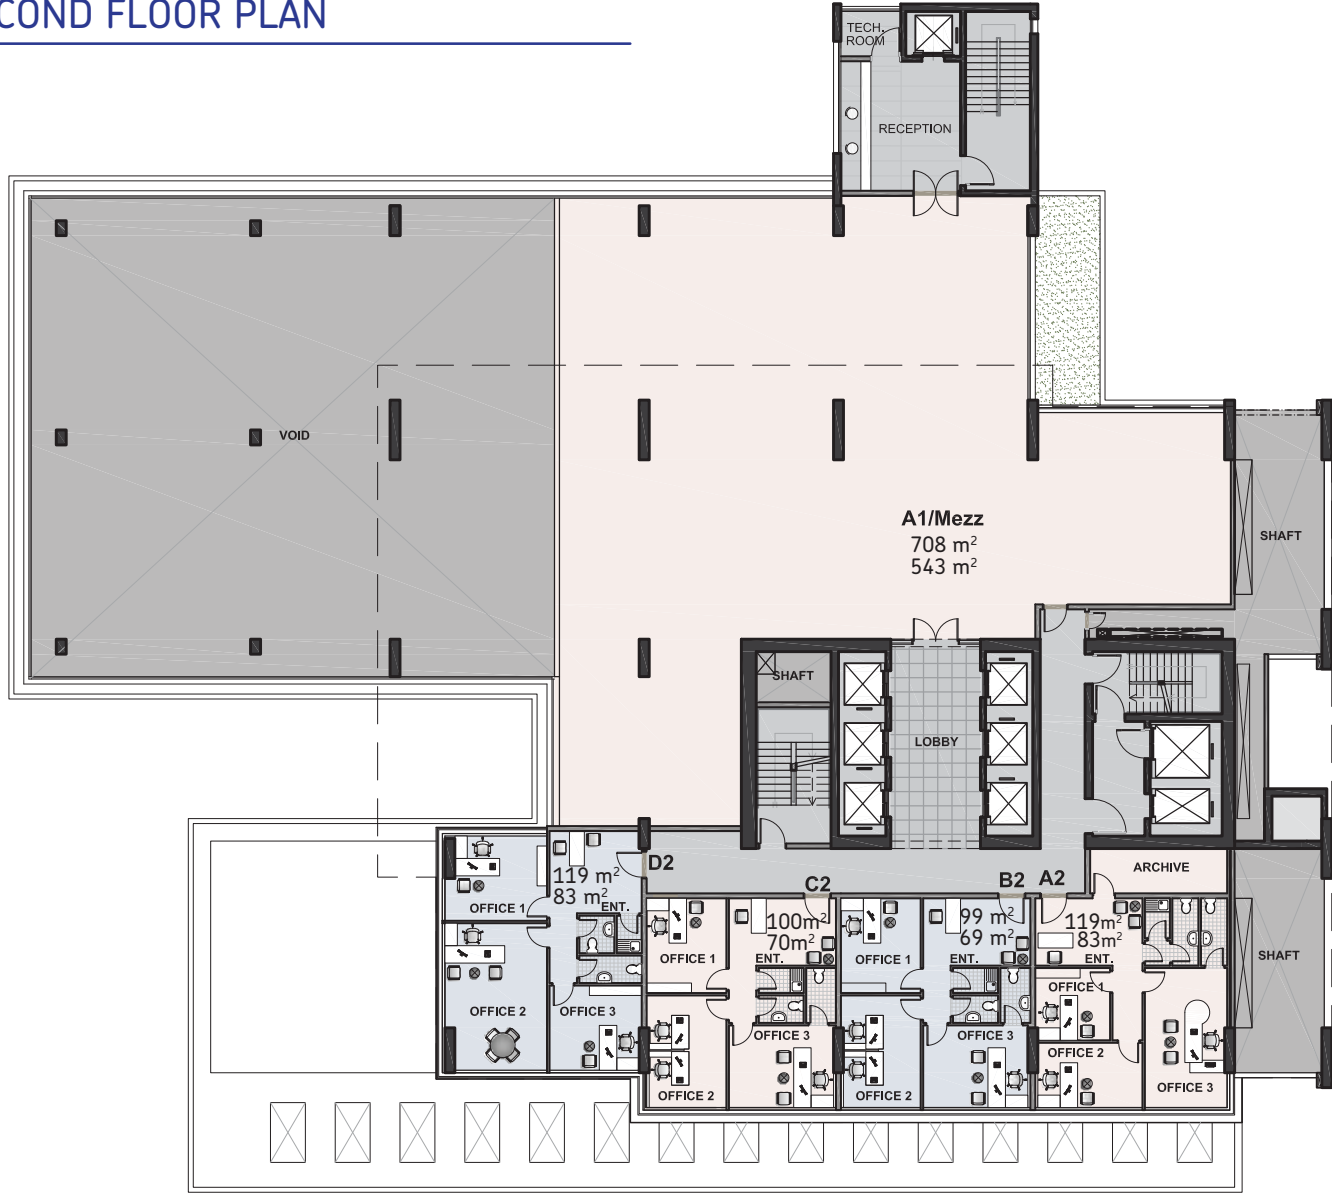 COND FLOOR PLAN
TECH.
ROOM
RECEPTION
VOID
A1/Mezz
708 m²
543 m²
SHAFT
SHAFT
LOBBY
D2
C2
B2
A2
ARCHIVE
119 m²
83 m²
ENT.
OFFICE 1
OFFICE 2
OFFICE 3
100m²
70m²
ENT.
OFFICE 1
OFFICE 2
OFFICE 3
99 m²
69 m²
ENT.
OFFICE 1
OFFICE 2
OFFICE 3
119m²
83m²
ENT.
OFFICE 1
OFFICE 2
OFFICE 3
SHAFT